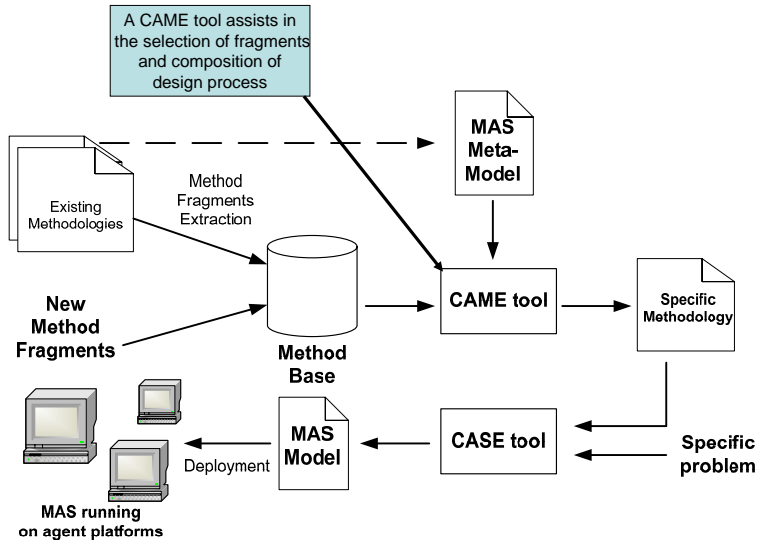 A CAME tool assists in
the selection of fragments
and composition of
design process
MAS
Meta-
Model
Existing
Methodologies
Method
Fragments
Extraction
CAME tool
Specific
Methodology
New
Method
Fragments
Method
Base
MAS
Model
CASE tool
Specific
problem
Deployment
MAS running
on agent platforms